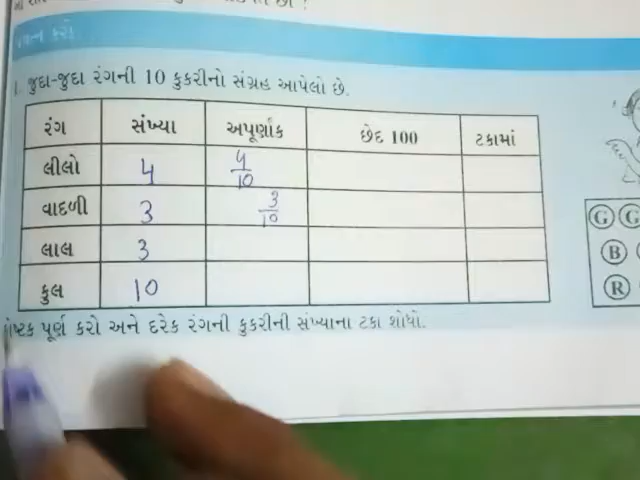 કરો
1. જુદા-જુદા રંગની 10 કુકરીનો સંગ્રહ આપેલો છે.
રંગ સંખ્યા અપૂર્ણાંક છેદ 100 ટકામાં
લીલો 4 4/10
વાદળી 3 3/10
લાલ 3
કુલ 10
G G
B
R
પૂર્ણ કરો અને દરેક રંગની કુકરીની સંખ્યાના ટકા શોધો.